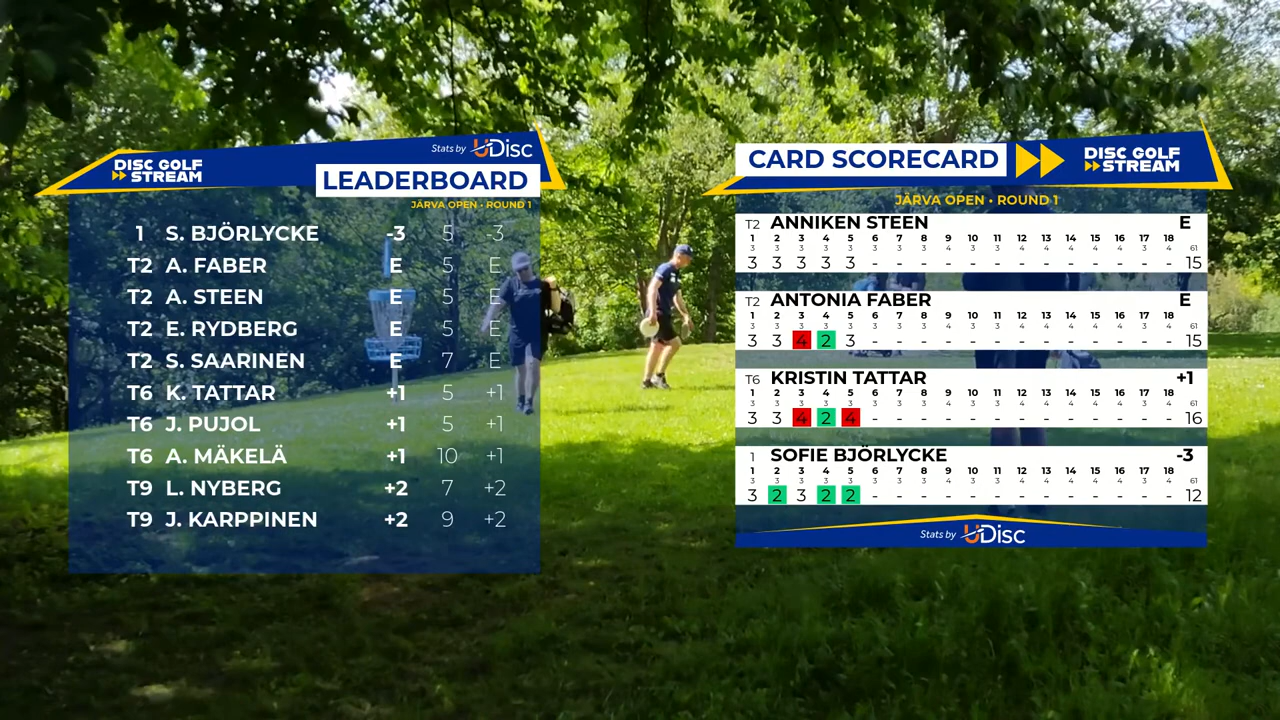 Stats by UDisc
DISC GOLF
STREAM
LEADERBOARD
JÄRVA OPEN • ROUND 1
1 S. BJÖRLYCKE -3 5 -3
T2 A. FABER E 5 E
T2 A. STEEN E 5 E
T2 E. RYDBERG E 5 E
T2 S. SAARINEN E 7 E
T6 K. TATTAR +1 5 +1
T6 J. PUJOL +1 5 +1
T6 A. MÄKELÄ +1 10 +1
T9 L. NYBERG +2 7 +2
T9 J. KARPPINEN +2 9 +2
CARD SCORECARD
DISC GOLF
STREAM
JÄRVA OPEN • ROUND 1
T2 ANNIKEN STEEN E
1 2 3 4 5 6 7 8 9 10 11 12 13 14 15 16 17 18
3 3 3 3 3 3 3 3 4 3 4 4 4 4 4 4 3 4 61
3 3 3 3 3 - - - - - - - - - - - - - 15
T2 ANTONIA FABER E
1 2 3 4 5 6 7 8 9 10 11 12 13 14 15 16 17 18
3 3 3 3 3 3 3 3 4 3 4 4 4 4 4 4 3 4 61
3 3 4 2 3 - - - - - - - - - - - - - 15
T6 KRISTIN TATTAR +1
1 2 3 4 5 6 7 8 9 10 11 12 13 14 15 16 17 18
3 3 3 3 3 3 3 3 4 3 4 4 4 4 4 4 3 4 61
3 3 4 2 4 - - - - - - - - - - - - - 16
1 SOFIE BJÖRLYCKE -3
1 2 3 4 5 6 7 8 9 10 11 12 13 14 15 16 17 18
3 3 3 3 3 3 3 3 4 3 4 4 4 4 4 4 3 4 61
3 2 3 2 2 - - - - - - - - - - - - - 12
Stats by UDisc